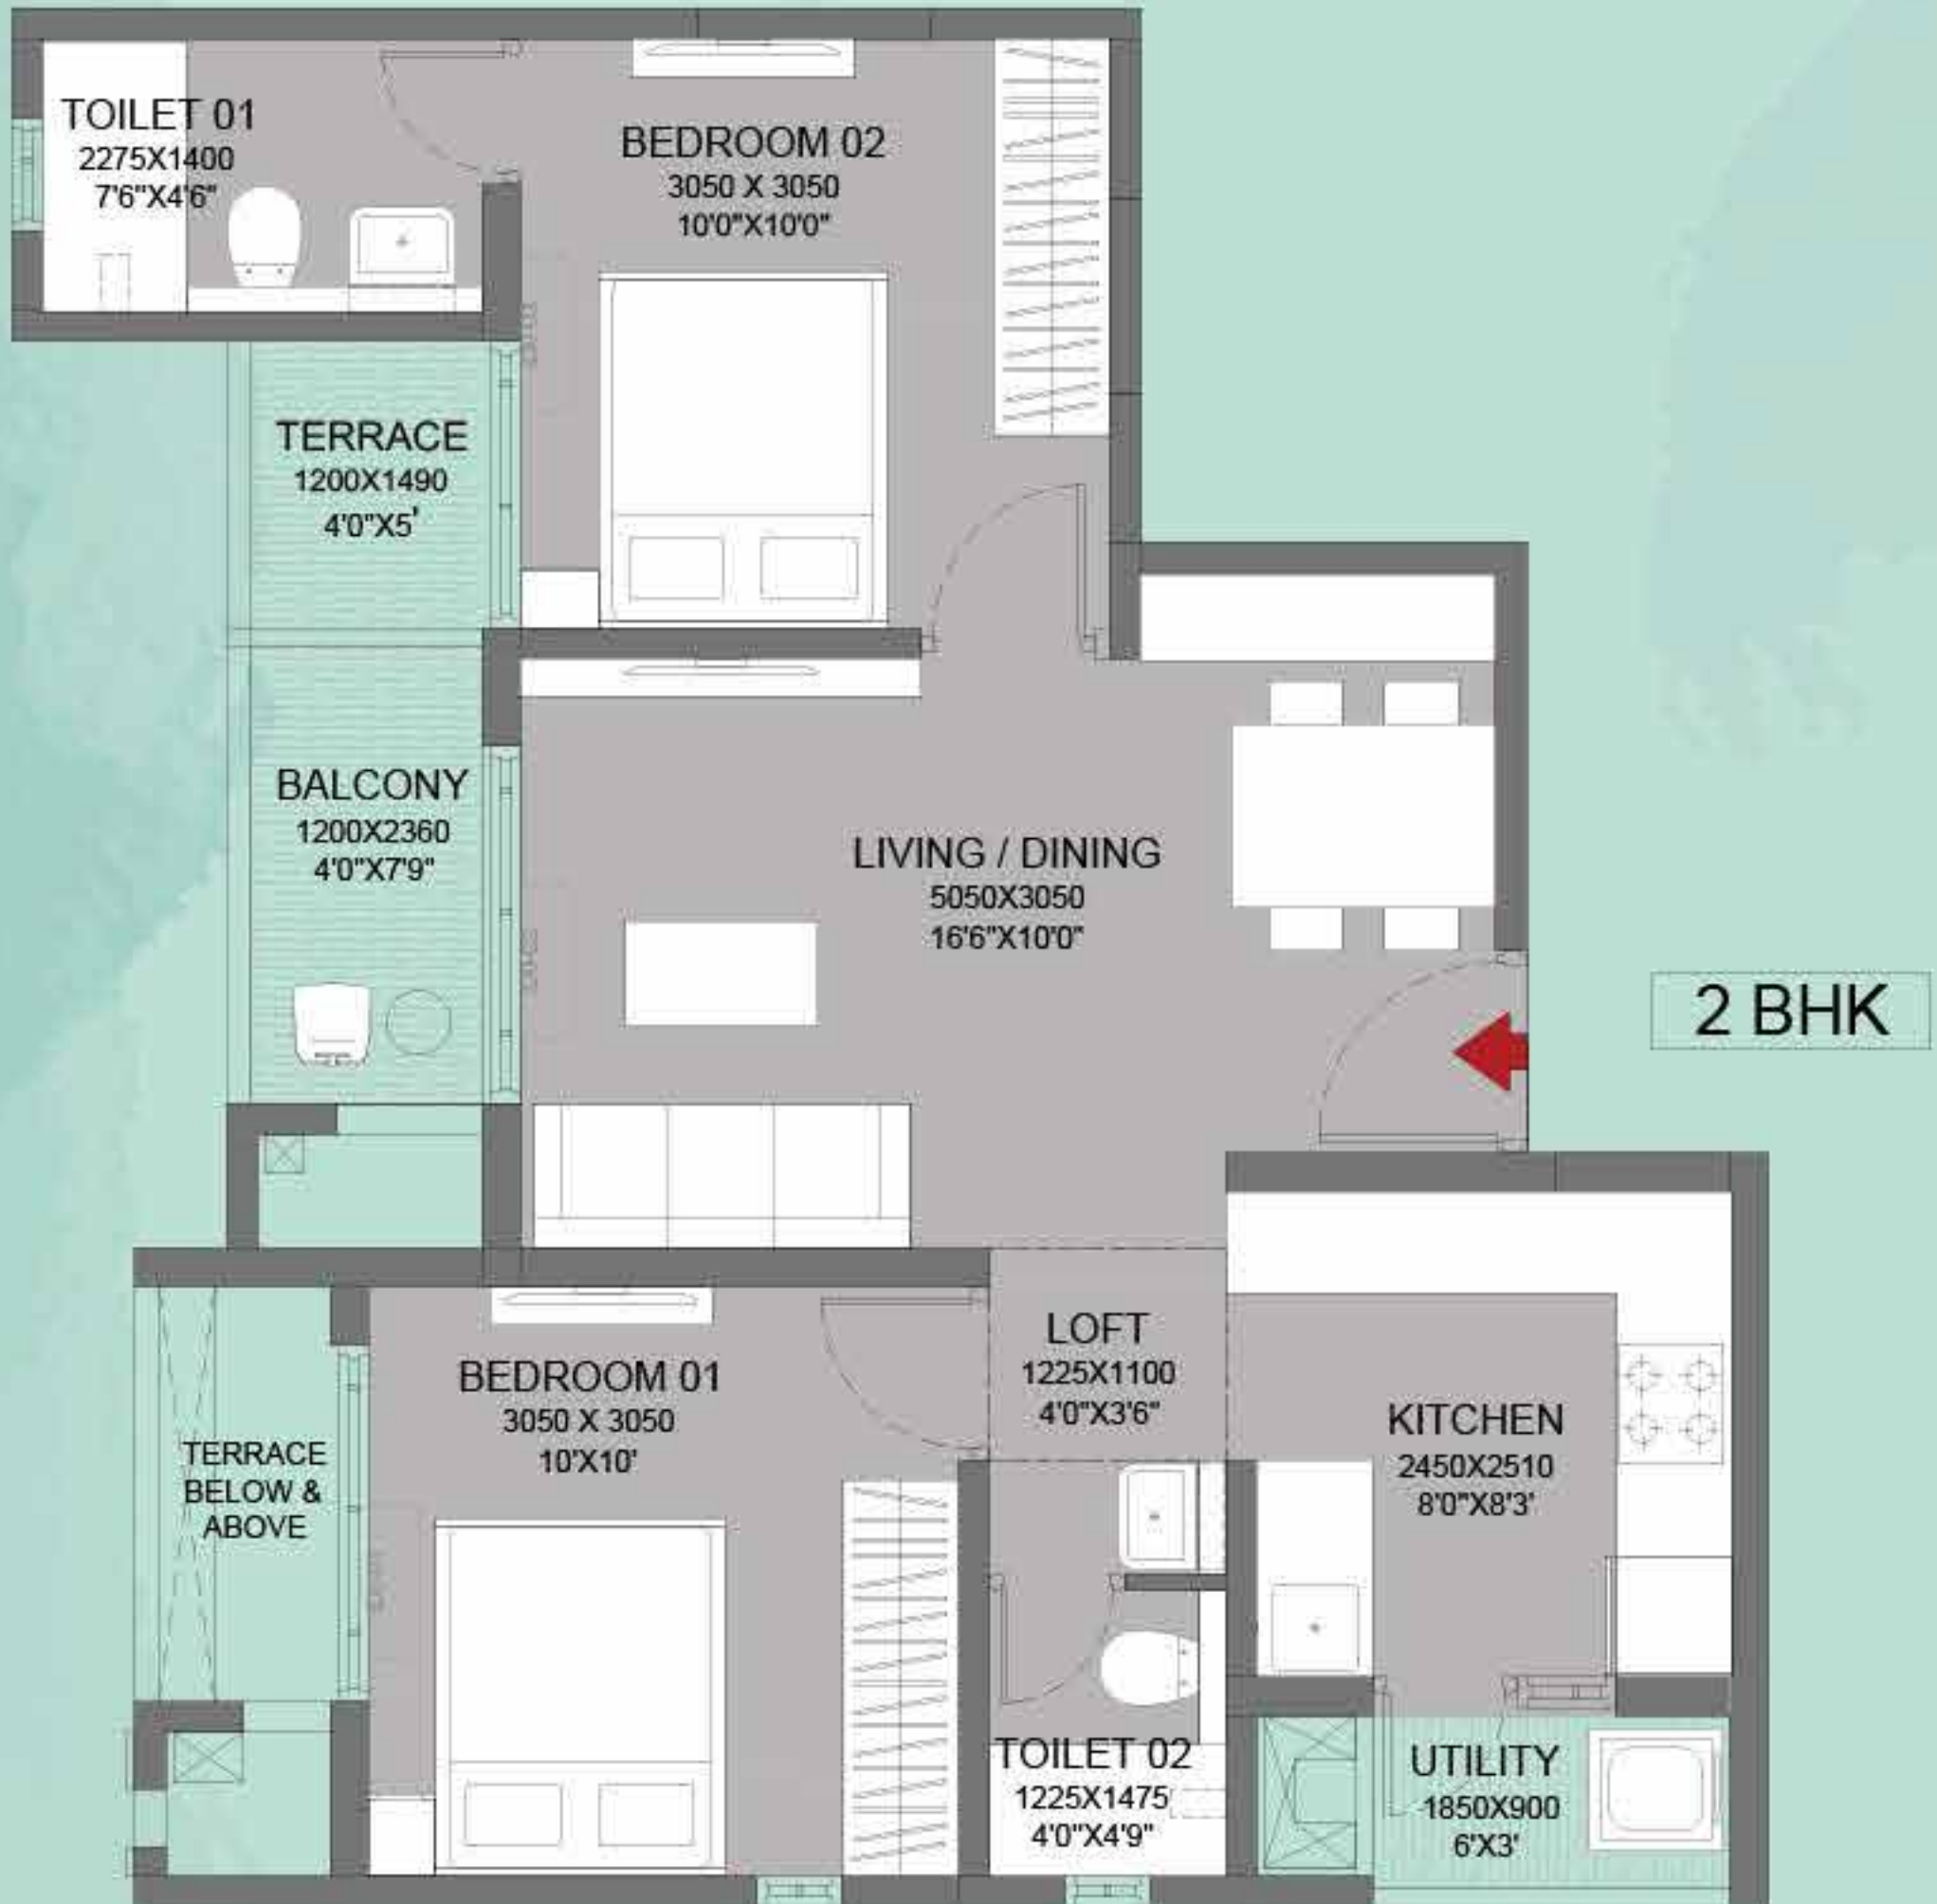 TOILET 01
2275X1400
7'6"X4'6"
BEDROOM 02
3050 X 3050
10'0"X10'0"
TERRACE
1200X1490
4'0"X5'
BALCONY
1200X2360
4'0"X7'9"
LIVING / DINING
5050X3050
16'6"X10'0"
2 BHK
BEDROOM 01
3050 X 3050
10'X10'
LOFT
1225X1100
4'0"X3'6"
KITCHEN
2450X2510
8'0"X8'3'
TERRACE
BELOW &
ABOVE
TOILET 02
1225X1475
4'0"X4'9"
UTILITY
1850X900
6'X3'